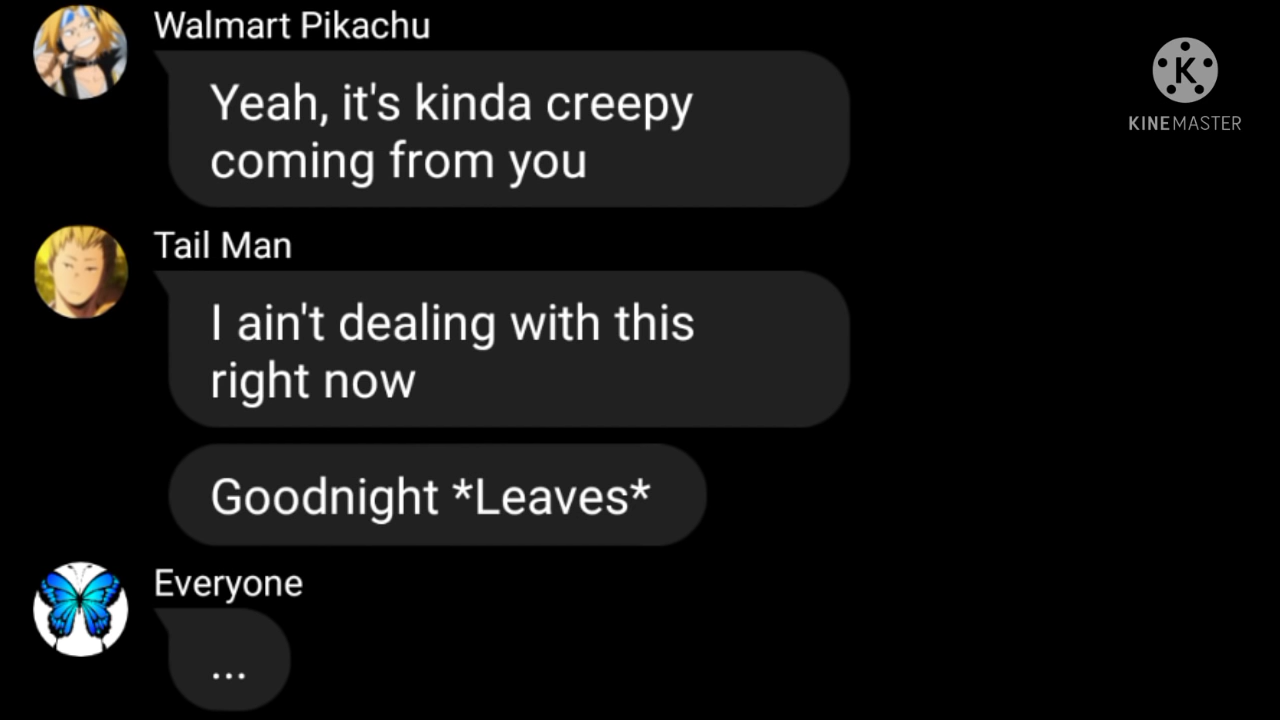 Walmart Pikachu
Yeah, it's kinda creepy
coming from you
K
KINEMASTER
Tail Man
I ain't dealing with this
right now
Goodnight *Leaves*
Everyone
...